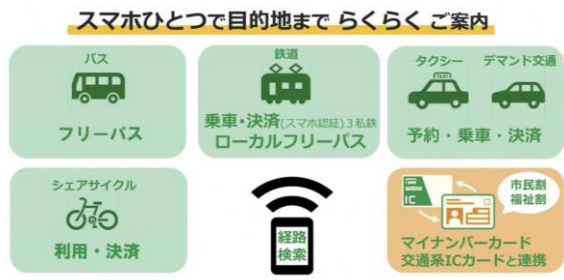 スマホひとつで目的地まで らくらく ご案内
バス
フリーパス
鉄道
乗車・決済(スマホ認証)3私鉄
ローカルフリーパス
タクシー
デマンド交通
TAXI
予約・乗車・決済
シェアサイクル
利用・決済
経路
検索
IC
市民割
福祉割
マイナンバーカード
交通系ICカードと連携